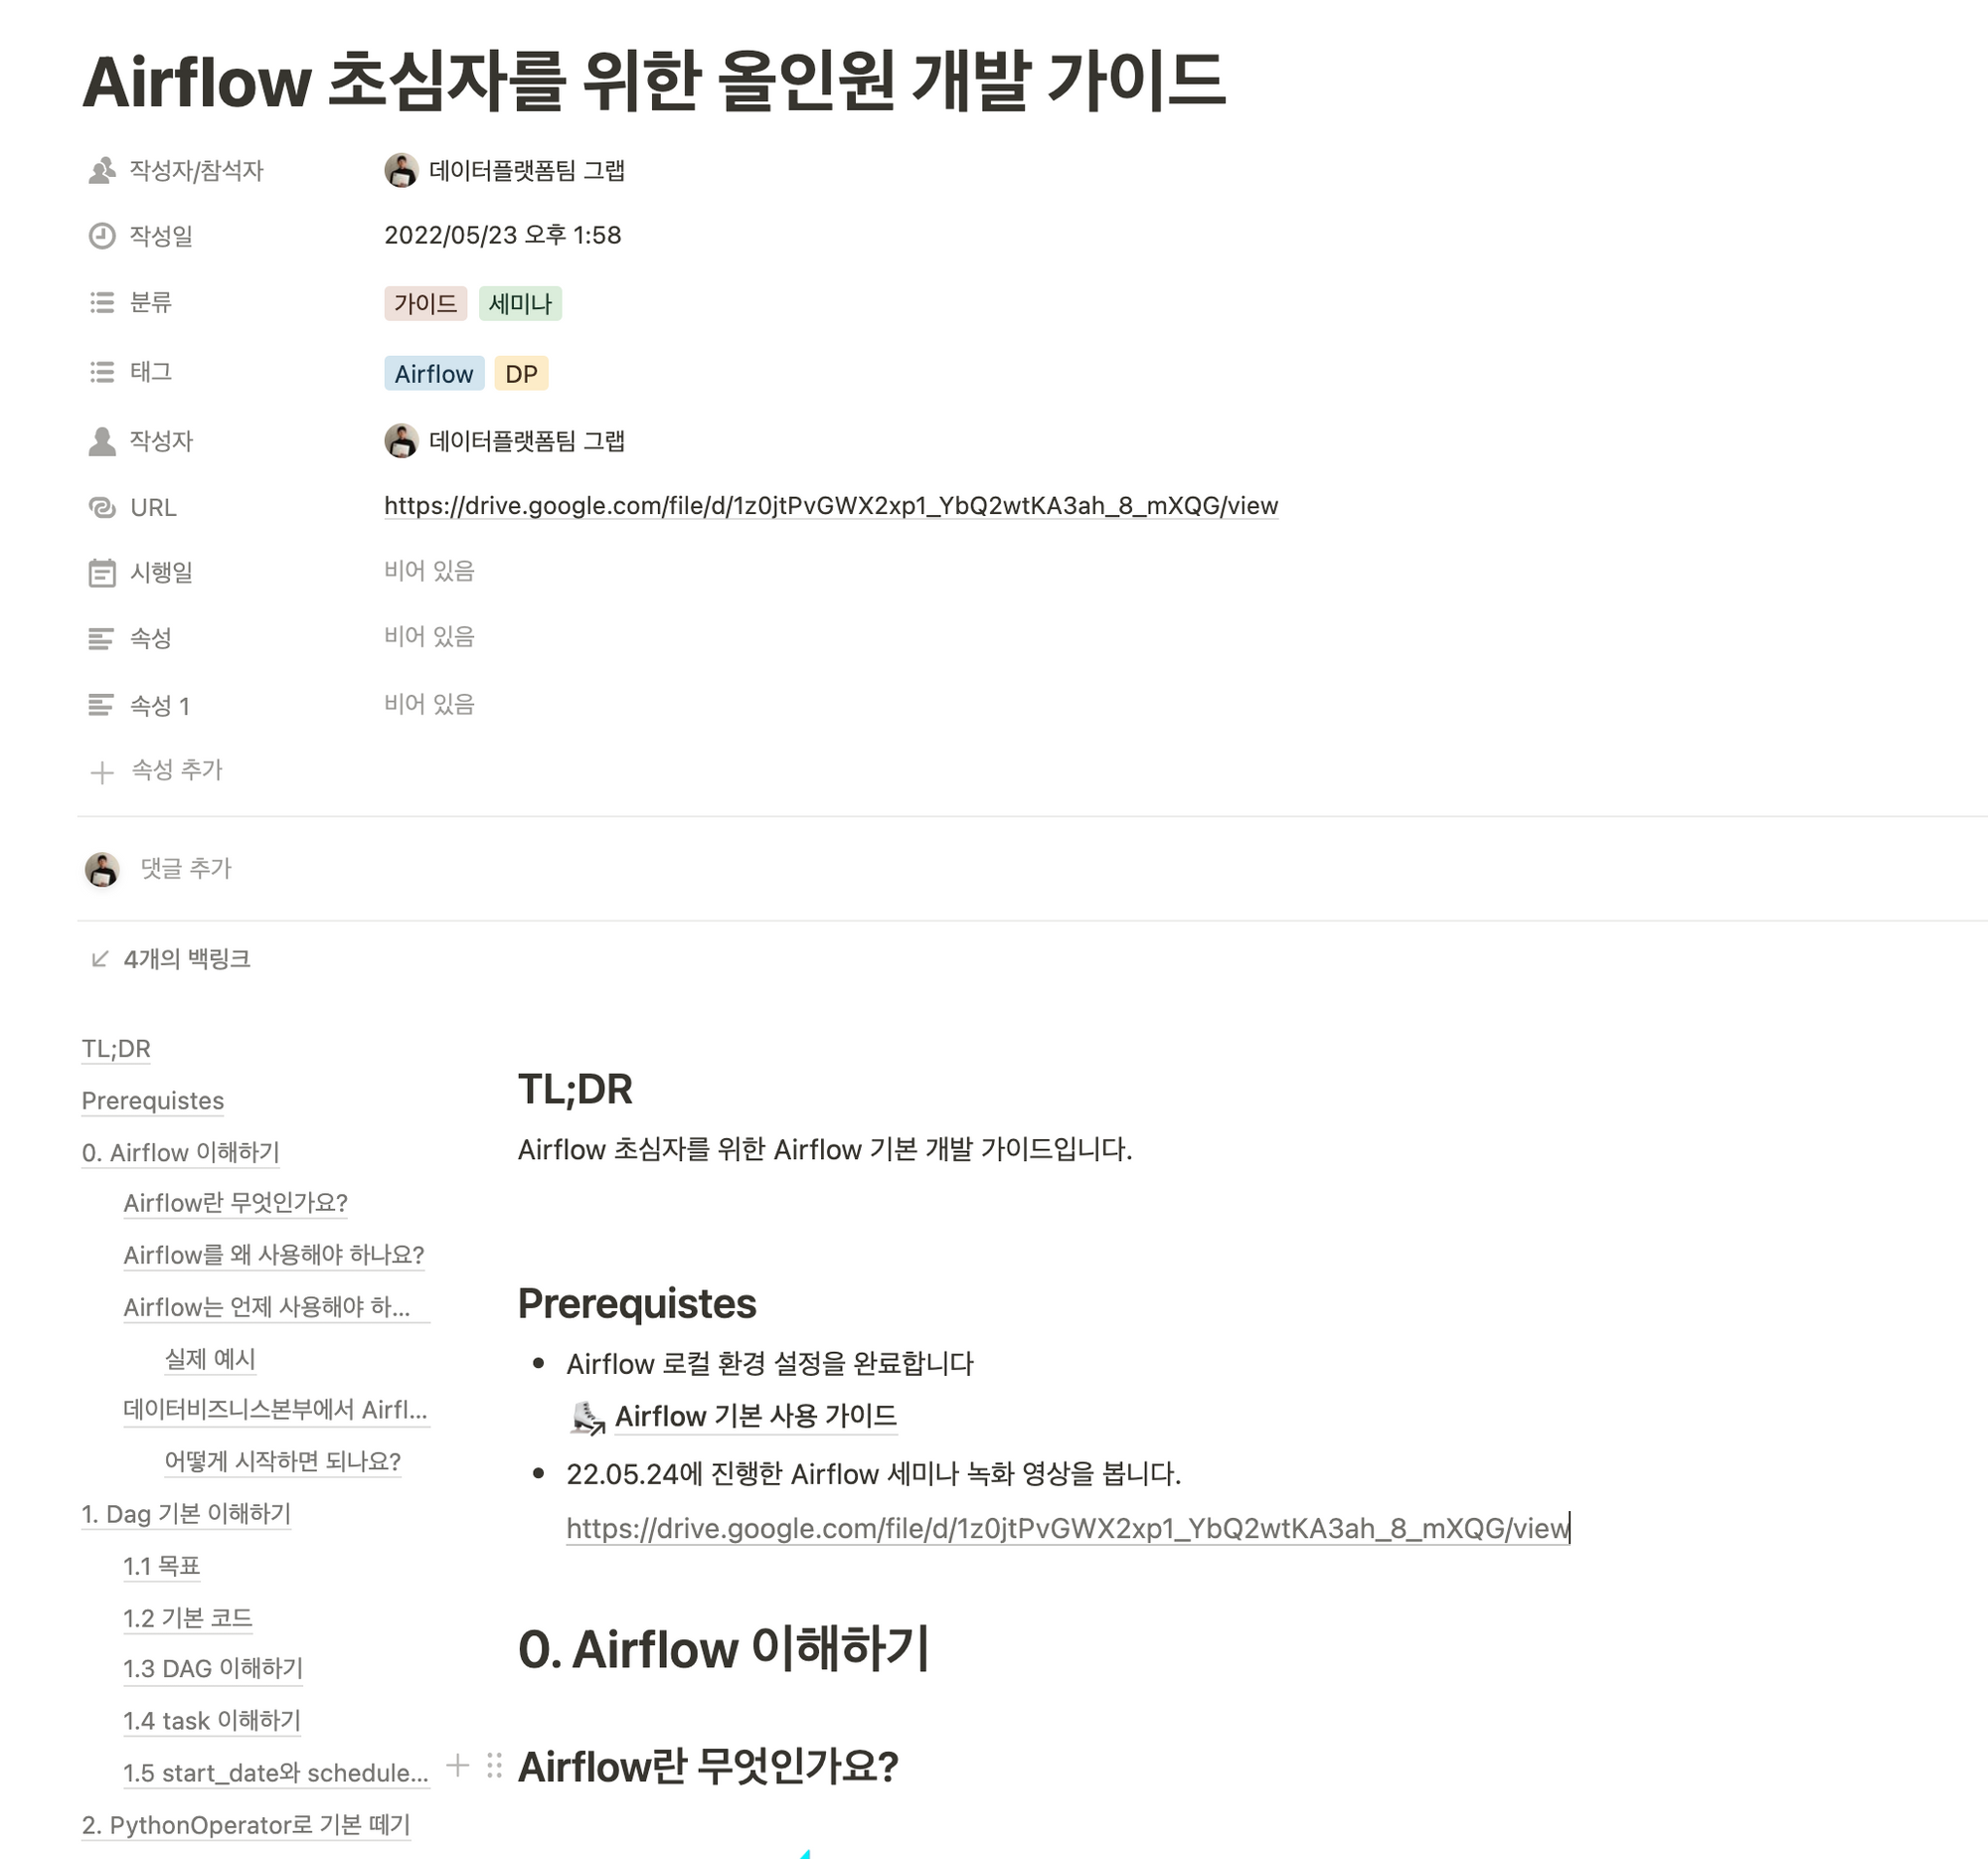 Airflow 초심자를 위한 올인원 개발 가이드
작성자/참석자 데이터플랫폼팀 그랩
작성일 2022/05/23 오후 1:58
분류 가이드 세미나
태그 Airflow DP
작성자 데이터플랫폼팀 그랩
URL https://drive.google.com/file/d/1z0jtPvGWX2xp1_YbQ2wtKA3ah_8_mXQG/view
시행일 비어 있음
속성 비어 있음
속성 1 비어 있음
속성 추가
댓글 추가
4개의 백링크
TL;DR
Prerequistes
0. Airflow 이해하기
Airflow란 무엇인가요?
Airflow를 왜 사용해야 하나요?
Airflow는 언제 사용해야 하...
실제 예시
데이터비즈니스본부에서 Airfl...
어떻게 시작하면 되나요?
1. Dag 기본 이해하기
1.1 목표
1.2 기본 코드
1.3 DAG 이해하기
1.4 task 이해하기
1.5 start_date와 schedule...
2. PythonOperator로 기본 떼기
TL;DR
Airflow 초심자를 위한 Airflow 기본 개발 가이드입니다.
Prerequistes
• Airflow 로컬 환경 설정을 완료합니다
Airflow 기본 사용 가이드
• 22.05.24에 진행한 Airflow 세미나 녹화 영상을 봅니다.
https://drive.google.com/file/d/1z0jtPvGWX2xp1_YbQ2wtKA3ah_8_mXQG/view
0. Airflow 이해하기
Airflow란 무엇인가요?